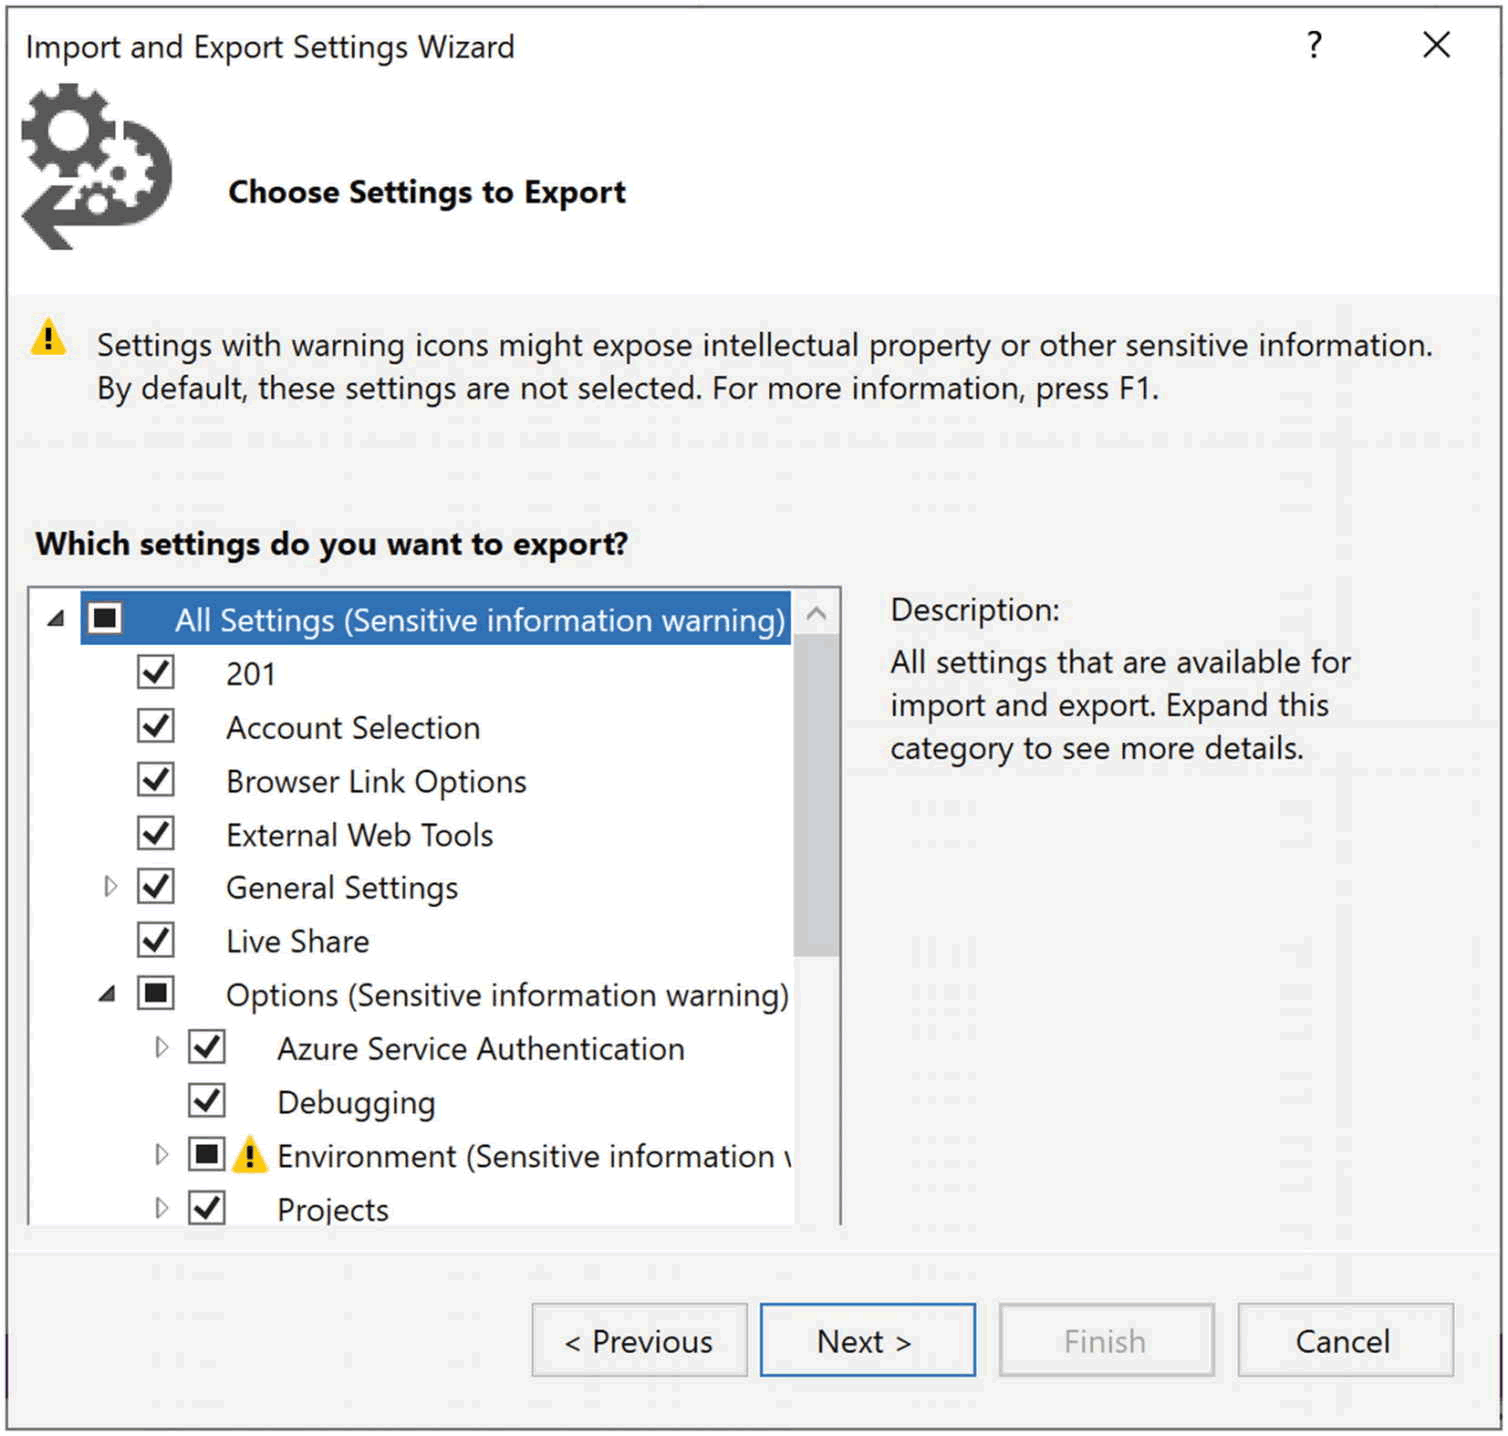 Import and Export Settings Wizard
?
Choose Settings to Export
Settings with warning icons might expose intellectual property or other sensitive information.
By default, these settings are not selected. For more information, press F1.
Which settings do you want to export?
All Settings (Sensitive information warning)
201
Account Selection
Browser Link Options
External Web Tools
General Settings
Live Share
Options (Sensitive information warning)
Azure Service Authentication
Debugging
Environment (Sensitive information
Projects
Description:
All settings that are available for
import and export. Expand this
category to see more details.
< Previous
Next >
Finish
Cancel